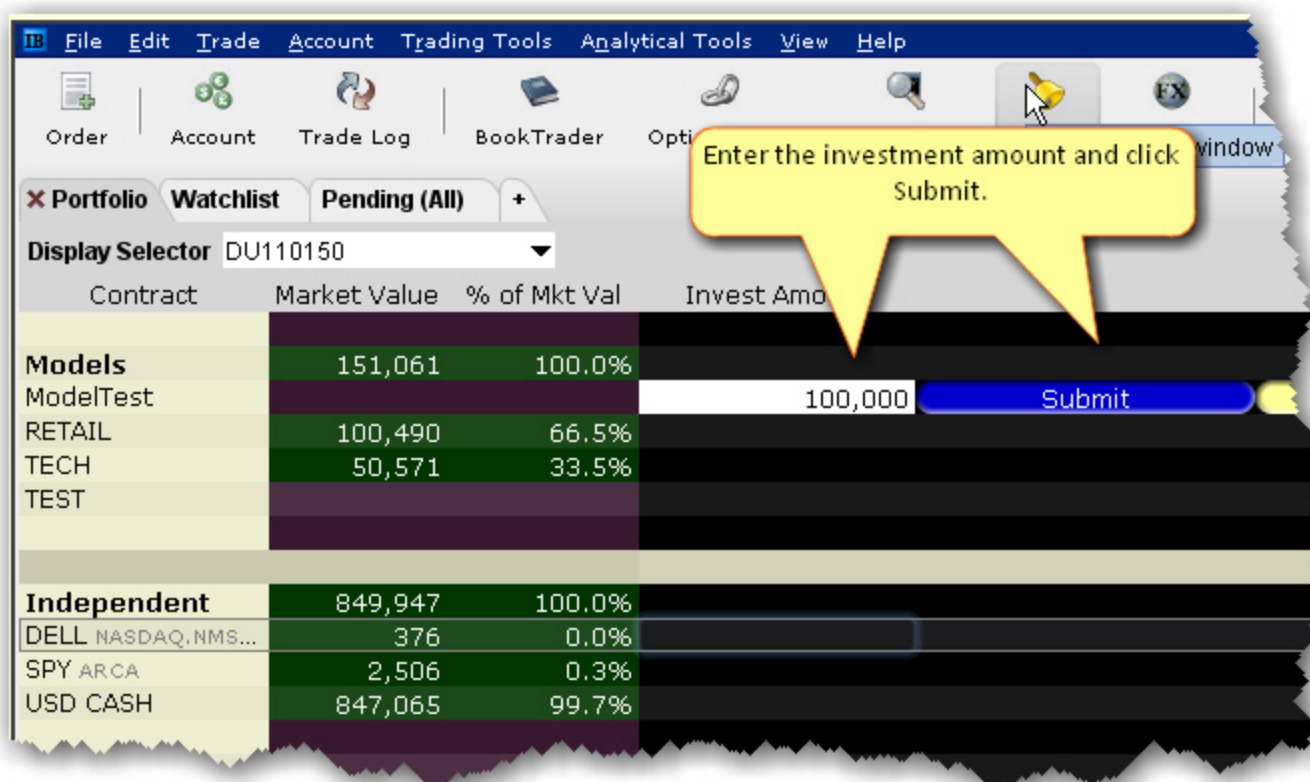 IB File Edit Trade Account Trading Tools Analytical Tools View Help
FX
Order Account Trade Log BookTrader
window
Enter the investment amount and click
Submit.
Portfolio Watchlist Pending (All) +
Display Selector DU110150
Contract Market Value % of Mkt Val Invest
Models 151,061 100.0%
ModelTest 100,000 Submit
RETAIL 100,490 66.5%
TECH 50,571 33.5%
TEST
Independent 849,947 100.0%
DELL NASDAQ.NMS... 376 0.0%
SPY ARCA 2,506 0.3%
USD CASH 847,065 99.7%